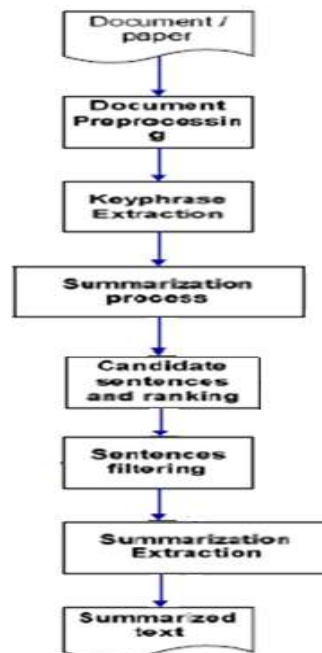 Document /
paper
Document
Preprocessin
g
Keyphrase
Extraction
Summarization
process
Candidate
sentences
and ranking
Sentences
filtering
Summarization
Extraction
Summarized
text